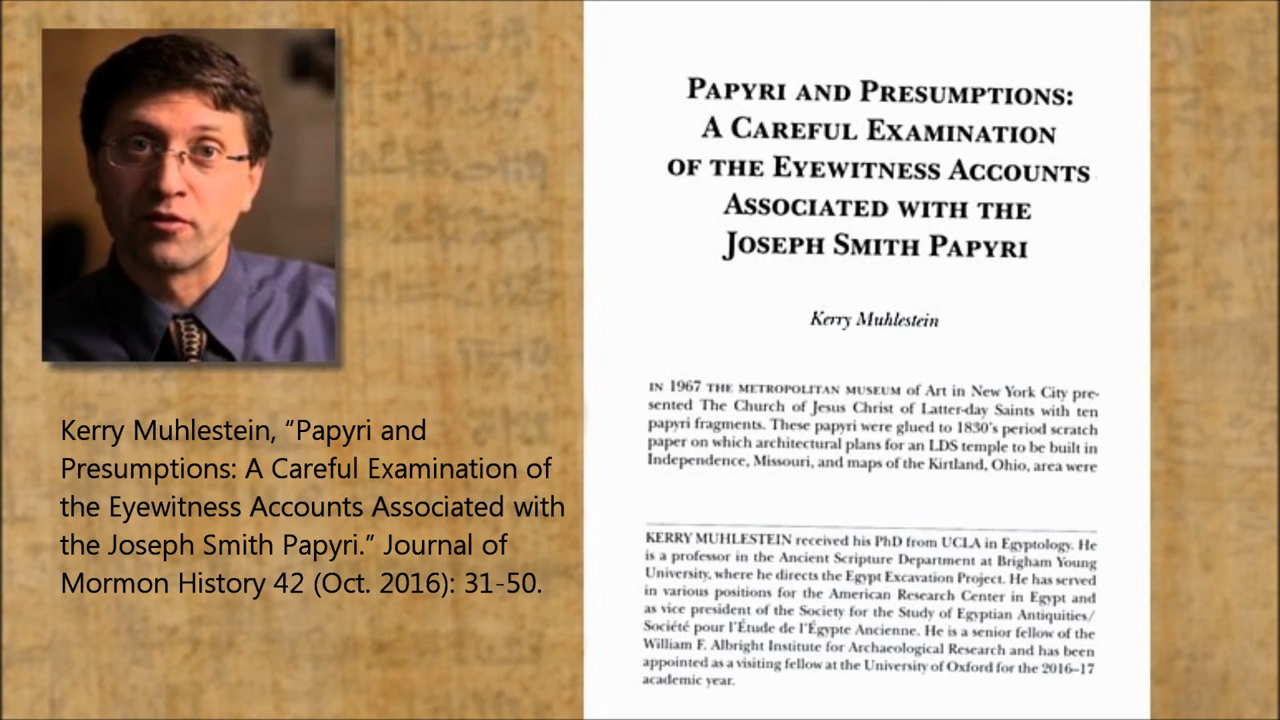 Kerry Muhlestein, “Papyri and
Presumptions: A Careful Examination of
the Eyewitness Accounts Associated with
the Joseph Smith Papyri.” Journal of
Mormon History 42 (Oct. 2016): 31-50.
PAPYRI AND PRESUMPTIONS:
A CAREFUL EXAMINATION
OF THE EYEWITNESS ACCOUNTS
ASSOCIATED WITH THE
JOSEPH SMITH PAPYRI
Kerry Muhlestein
IN 1967 THE METROPOLITAN MUSEUM of Art in New York City pre-
sented The Church of Jesus Christ of Latter-day Saints with ten
papyri fragments. These papyri were glued to 1830’s period scratch
paper on which architectural plans for an LDS temple to be built in
Independence, Missouri, and maps of the Kirtland, Ohio, area were
KERRY MUHLESTEIN received his PhD from UCLA in Egyptology. He
is a professor in the Ancient Scripture Department at Brigham Young
University, where he directs the Egypt Excavation Project. He has served
in various positions for the American Research Center in Egypt and
as vice president of the Society for the Study of Egyptian Antiquities/
Société pour l’Étude de l’Égypte Ancienne. He is a senior fellow of the
William F. Albright Institute for Archaeological Research and has been
appointed as a visiting fellow at the University of Oxford for the 2016–17
academic year.